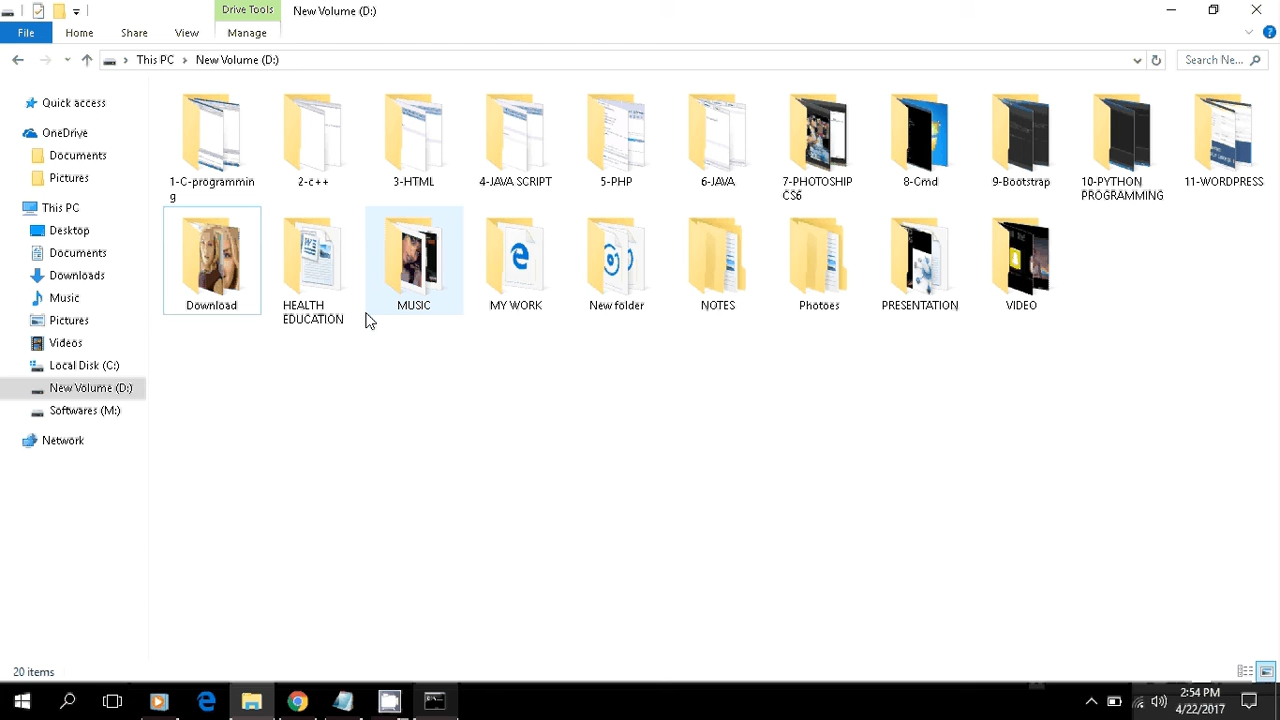 Drive Tools
New Volume (D:)
File
Home
Share
View
Manage
This PC
New Volume (D:)
Search Ne...
Quick access
OneDrive
Documents
Pictures
This PC
Desktop
Documents
Downloads
Music
Pictures
Videos
Local Disk (C:)
New Volume (D:)
Softwares (M:)
Network
1-C-programmin
g
2-c++
3-HTML
4-JAVA SCRIPT
5-PHP
6-JAVA
7-PHOTOSHIP
CS6
8-Cmd
9-Bootstrap
10-PYTHON
PROGRAMMING
11-WORDPRESS
Download
HEALTH
EDUCATION
MUSIC
MY WORK
New folder
NOTES
Photoes
PRESENTATION
VIDEO
20 items
2:54 PM
4/22/2017